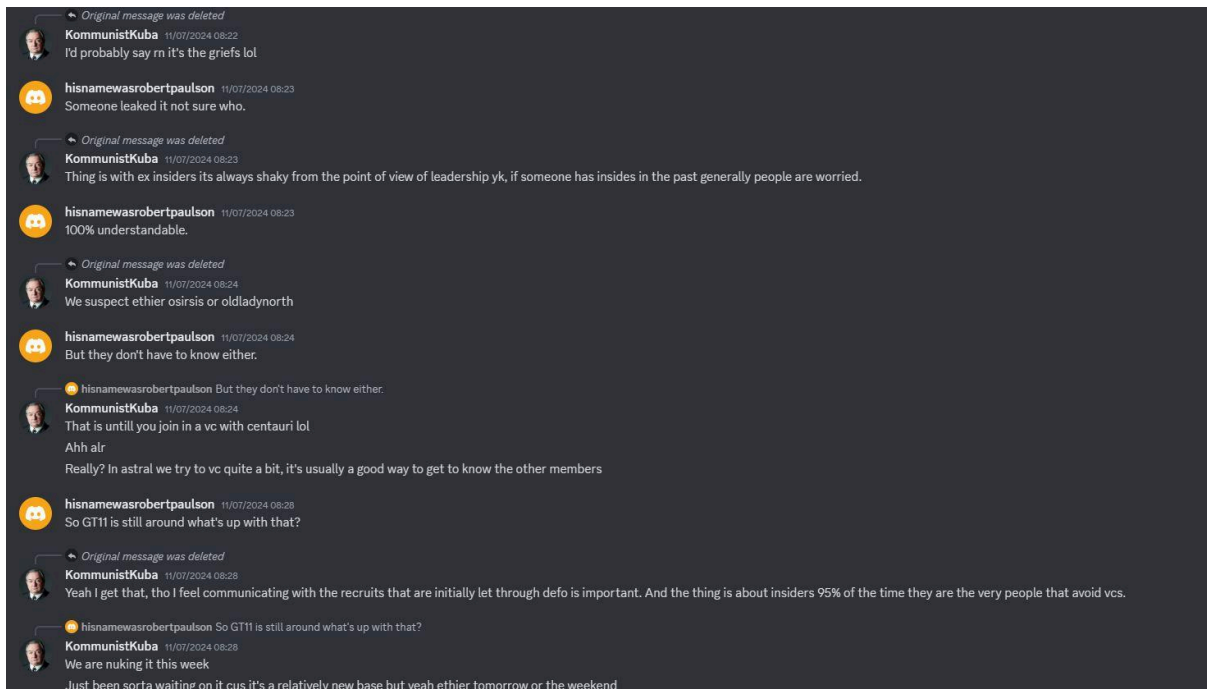 Original message was deleted
KommunistKuba 11/07/2024 08:22
I'd probably say rn it's the griefs lol
hisnamewasrobertpaulson 11/07/2024 08:23
Someone leaked it not sure who.
Original message was deleted
KommunistKuba 11/07/2024 08:23
Thing is with ex insiders its always shaky from the point of view of leadership yk, if someone has insides in the past generally people are worried.
hisnamewasrobertpaulson 11/07/2024 08:23
100% understandable.
Original message was deleted
KommunistKuba 11/07/2024 08:24
We suspect ethier osirsis or oldladynorth
hisnamewasrobertpaulson 11/07/2024 08:24
But they don't have to know either.
hisnamewasrobertpaulson But they don't have to know either.
KommunistKuba 11/07/2024 08:24
That is untill you join in a vc with centauri lol
Ahh alr
Really? In astral we try to vc quite a bit, it's usually a good way to get to know the other members
hisnamewasrobertpaulson 11/07/2024 08:28
So GT11 is still around what's up with that?
Original message was deleted
KommunistKuba 11/07/2024 08:28
Yeah I get that, tho I feel communicating with the recruits that are initially let through defo is important. And the thing is about insiders 95% of the time they are the very people that avoid vcs.
hisnamewasrobertpaulson So GT11 is still around what's up with that?
KommunistKuba 11/07/2024 08:28
We are nuking it this week
Just been sorta waiting on it cus it's a relatively new base but yeah ethier tomorrow or the weekend